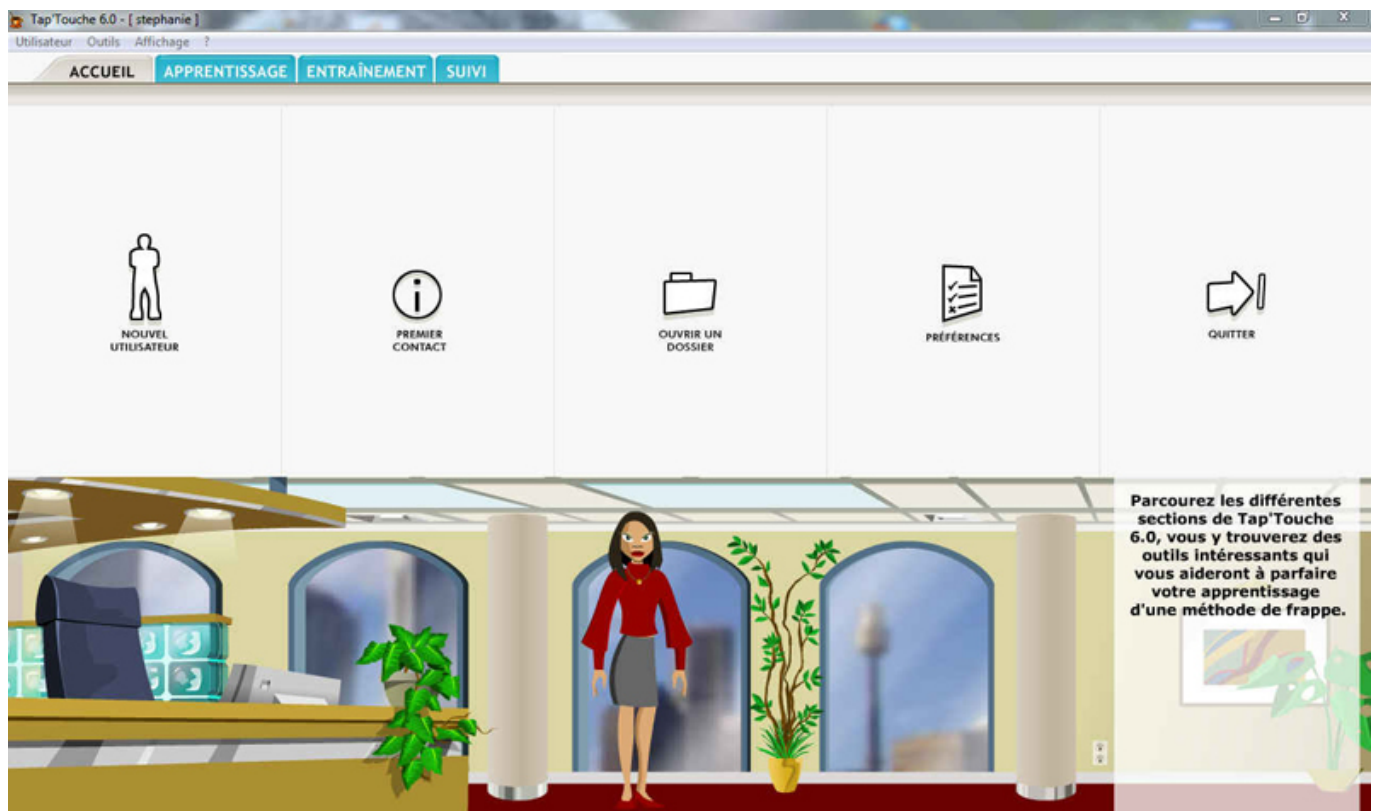 Tap'Touche 6.0 - [ stephanie ]
Utilisateur Outils Affichage ?
ACCUEIL APPRENTISSAGE ENTRAÎNEMENT SUIVI
NOUVEL
UTILISATEUR
PREMIER
CONTACT
OUVRIR UN
DOSSIER
PRÉFÉRENCES
QUITTER
Parcourez les différentes
sections de Tap'Touche
6.0, vous y trouverez des
outils intéressants qui
vous aideront à parfaire
votre apprentissage
d'une méthode de frappe.